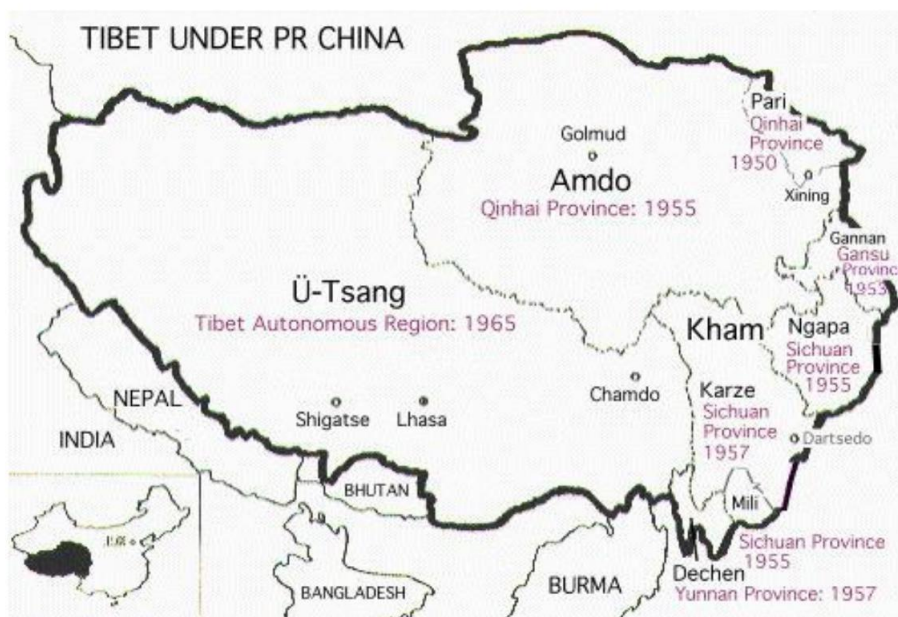 TIBET UNDER PR CHINA
Pari
Qinhai
Province
1950
Golmud
Xining
Amdo
Qinhai Province: 1955
Gannan
Gansu
Provinc
1953
Ü-Tsang
Tibet Autonomous Region: 1965
Kham
Ngapa
Sichuan
Province
1955
Chamdo
Karze
Sichuan
Province
1957
NEPAL
Shigatse
Lhasa
INDIA
Dartsedo
BHUTAN
Mili
Sichuan Province
1955
Dechen
Yunnan Province: 1957
BANGLADESH
BURMA